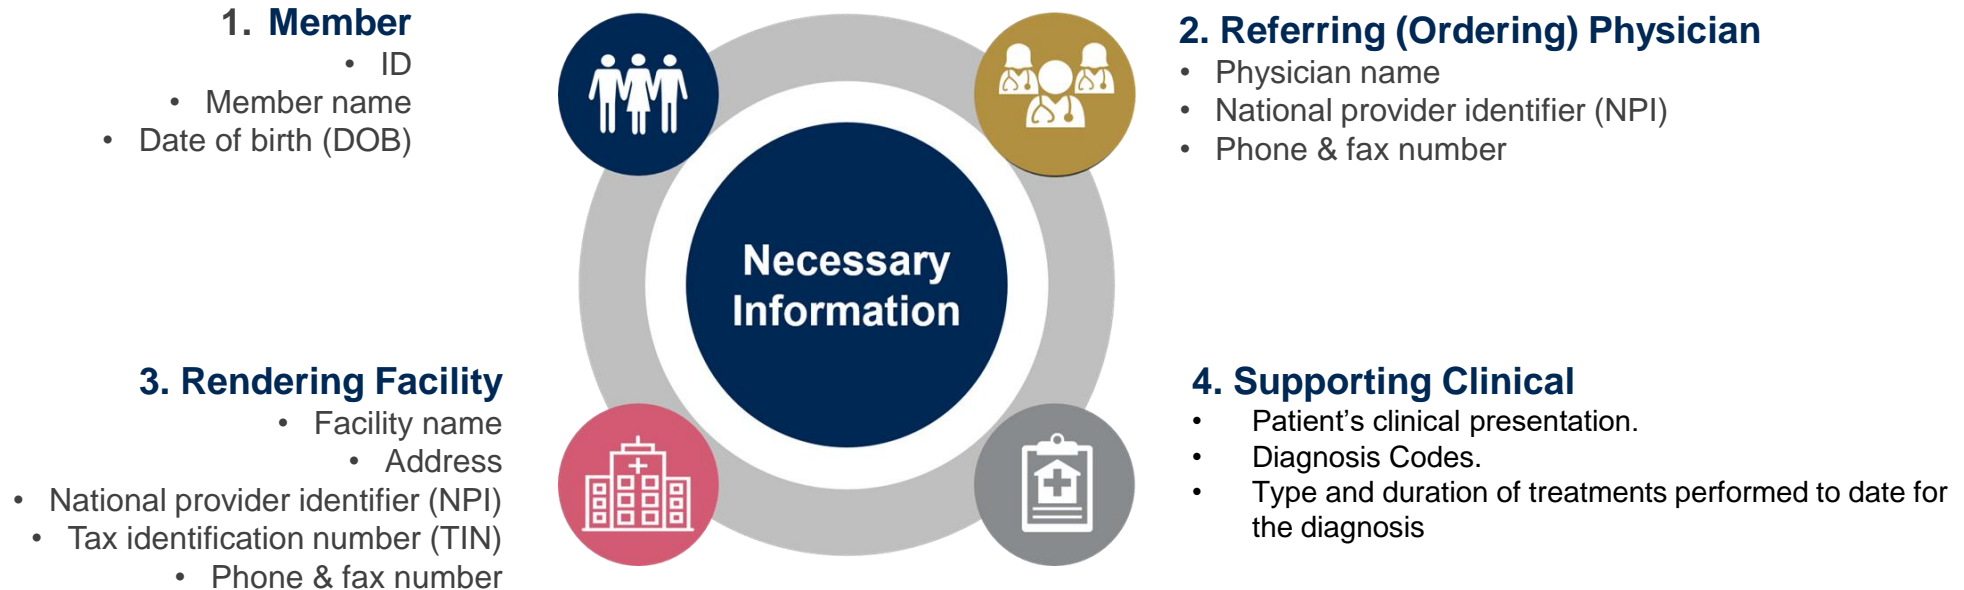 1. Member
• ID
• Member name
• Date of birth (DOB)
2. Referring (Ordering) Physician
• Physician name
• National provider identifier (NPI)
• Phone & fax number
Necessary
Information
3. Rendering Facility
• Facility name
• Address
• National provider identifier (NPI)
• Tax identification number (TIN)
• Phone & fax number
4. Supporting Clinical
• Patient’s clinical presentation.
• Diagnosis Codes.
• Type and duration of treatments performed to date for
the diagnosis